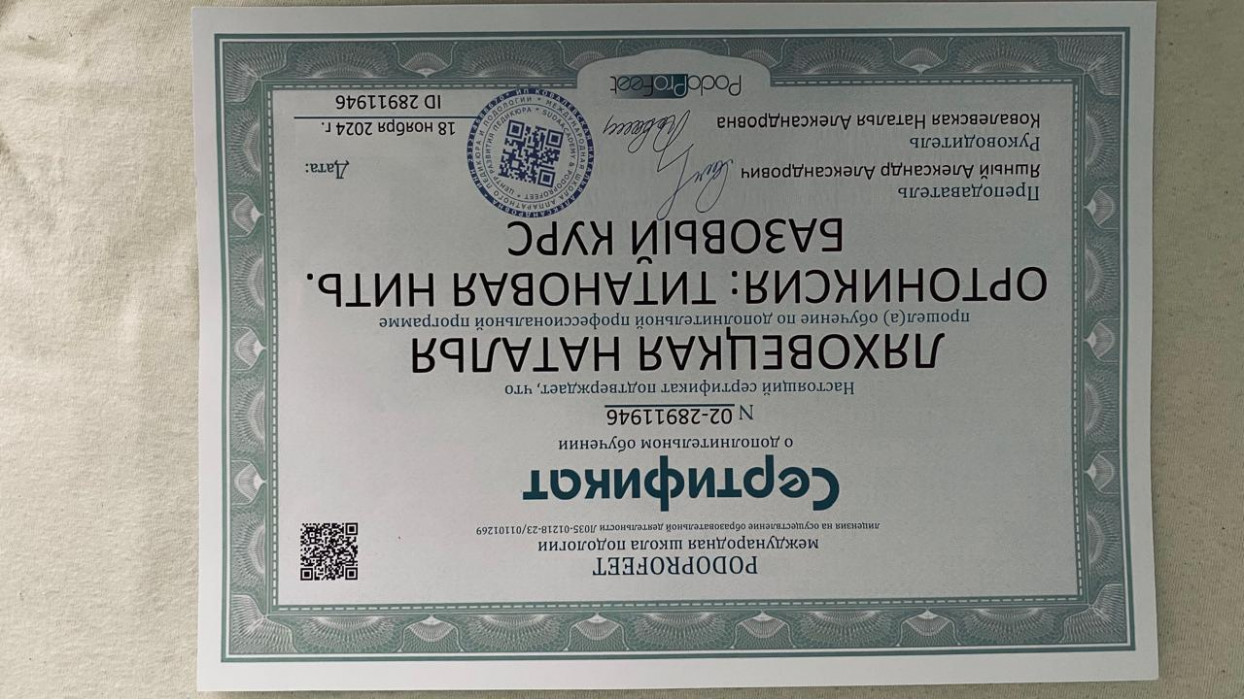 PODOPROFEET
международная школа подологии
лицензия на осуществление образовательной деятельности Л035-01218-23/01101269
Сертификат
о дополнительном обучении
N 02-28911946
Настоящий сертификат подтверждает, что
ЛЯХОВЕЦКАЯ НАТАЛЬЯ
прошел(а) обучение по дополнительной профессиональной программе
ОРТОНИКСИЯ: ТИТАНОВАЯ НИТЬ.
БАЗОВЫЙ КУРС
Преподаватель
Яшный Александр Александрович
Руководитель
Ковалевская Наталья Александровна
Дата:
18 ноября 2024 г.
ID 28911946
PodoProFeet